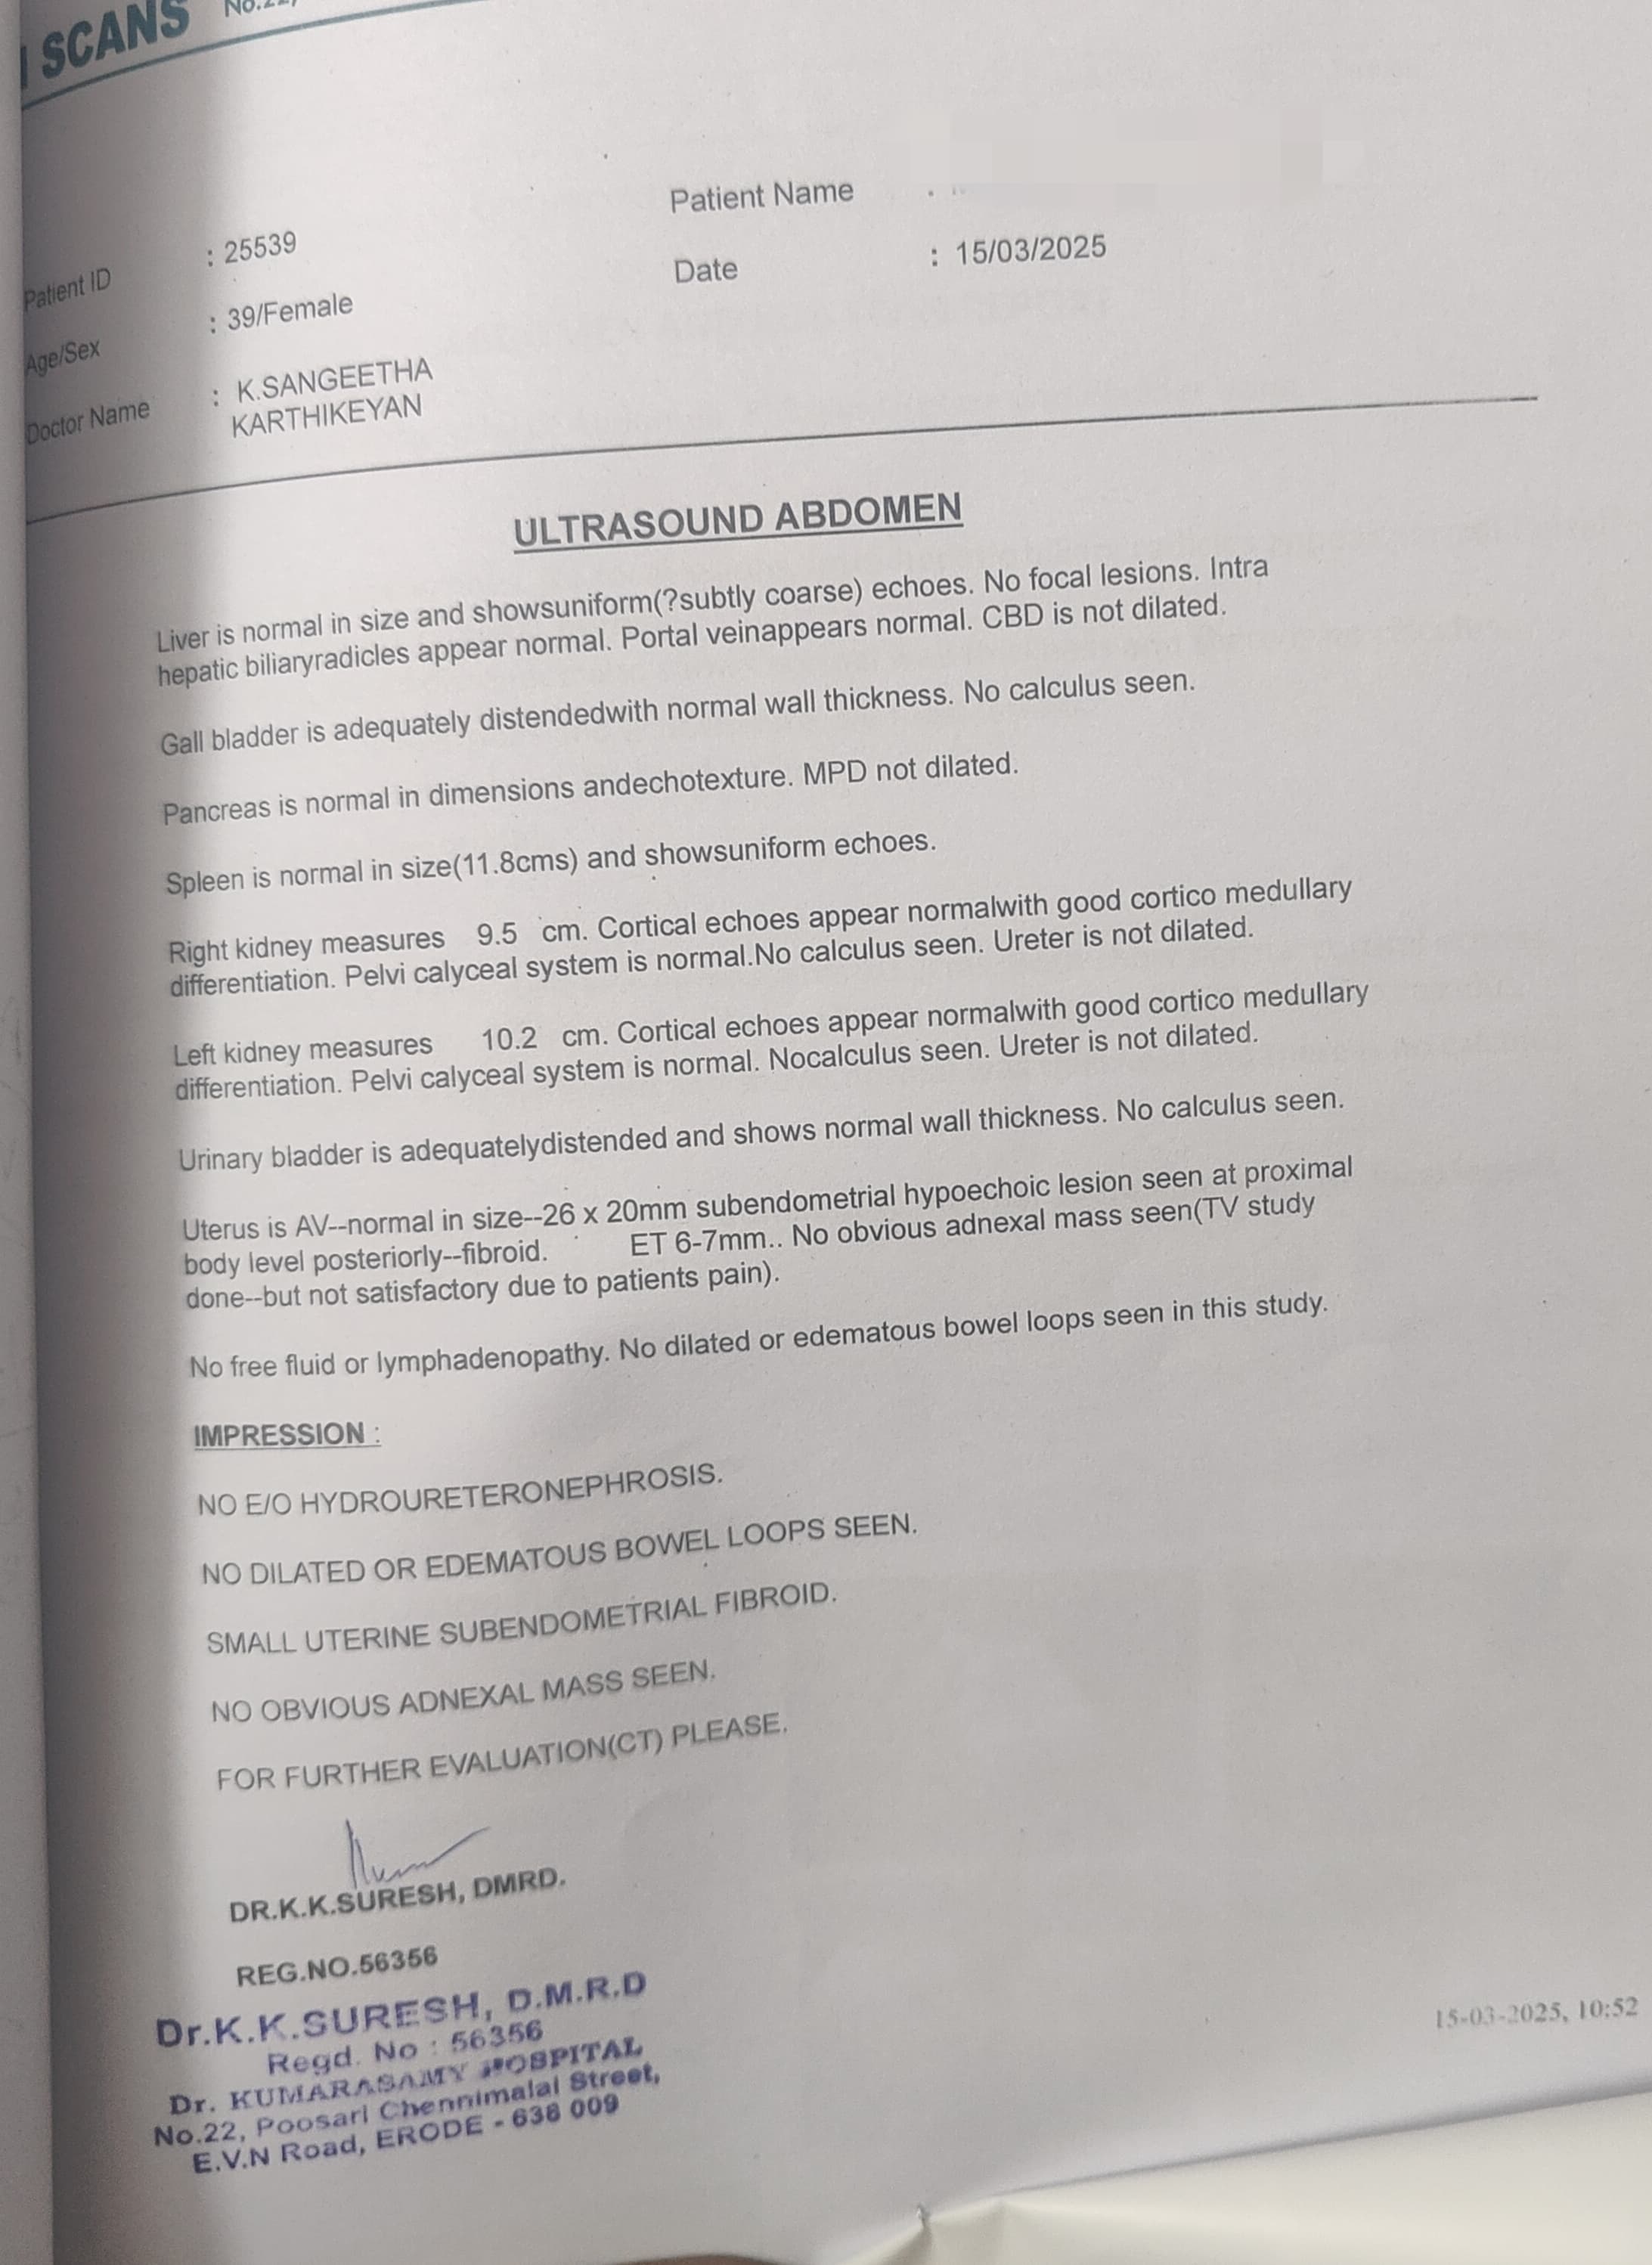 SCANS
Patient Name
Patient ID : 25539
Date : 15/03/2025
Age/Sex : 39/Female
Doctor Name : K.SANGEETHA
KARTHIKEYAN
ULTRASOUND ABDOMEN
Liver is normal in size and showsuniform(?subtly coarse) echoes. No focal lesions. Intra
hepatic biliaryradicles appear normal. Portal veinappears normal. CBD is not dilated.
Gall bladder is adequately distendedwith normal wall thickness. No calculus seen.
Pancreas is normal in dimensions andechotexture. MPD not dilated.
Spleen is normal in size(11.8cms) and showsuniform echoes.
Right kidney measures 9.5 cm. Cortical echoes appear normalwith good cortico medullary
differentiation. Pelvi calyceal system is normal.No calculus seen. Ureter is not dilated.
Left kidney measures 10.2 cm. Cortical echoes appear normalwith good cortico medullary
differentiation. Pelvi calyceal system is normal. Nocalculus seen. Ureter is not dilated.
Urinary bladder is adequatelydistended and shows normal wall thickness. No calculus seen.
Uterus is AV--normal in size--26 x 20mm subendometrial hypoechoic lesion seen at proximal
body level posteriorly--fibroid. ET 6-7mm.. No obvious adnexal mass seen(TV study
done--but not satisfactory due to patients pain).
No free fluid or lymphadenopathy. No dilated or edematous bowel loops seen in this study.
IMPRESSION :
NO E/O HYDROURETERONEPHROSIS.
NO DILATED OR EDEMATOUS BOWEL LOOPS SEEN.
SMALL UTERINE SUBENDOMETRIAL FIBROID.
NO OBVIOUS ADNEXAL MASS SEEN.
FOR FURTHER EVALUATION(CT) PLEASE.
DR.K.K.SURESH, DMRD.
REG.NO.56356
Dr.K.K.SURESH, D.M.R.D
Regd. No : 56356
Dr. KUMARASAMY HOSPITAL
No.22, Poosari Chennimalai Street,
E.V.N Road, ERODE - 638 009
15-03-2025, 10:52